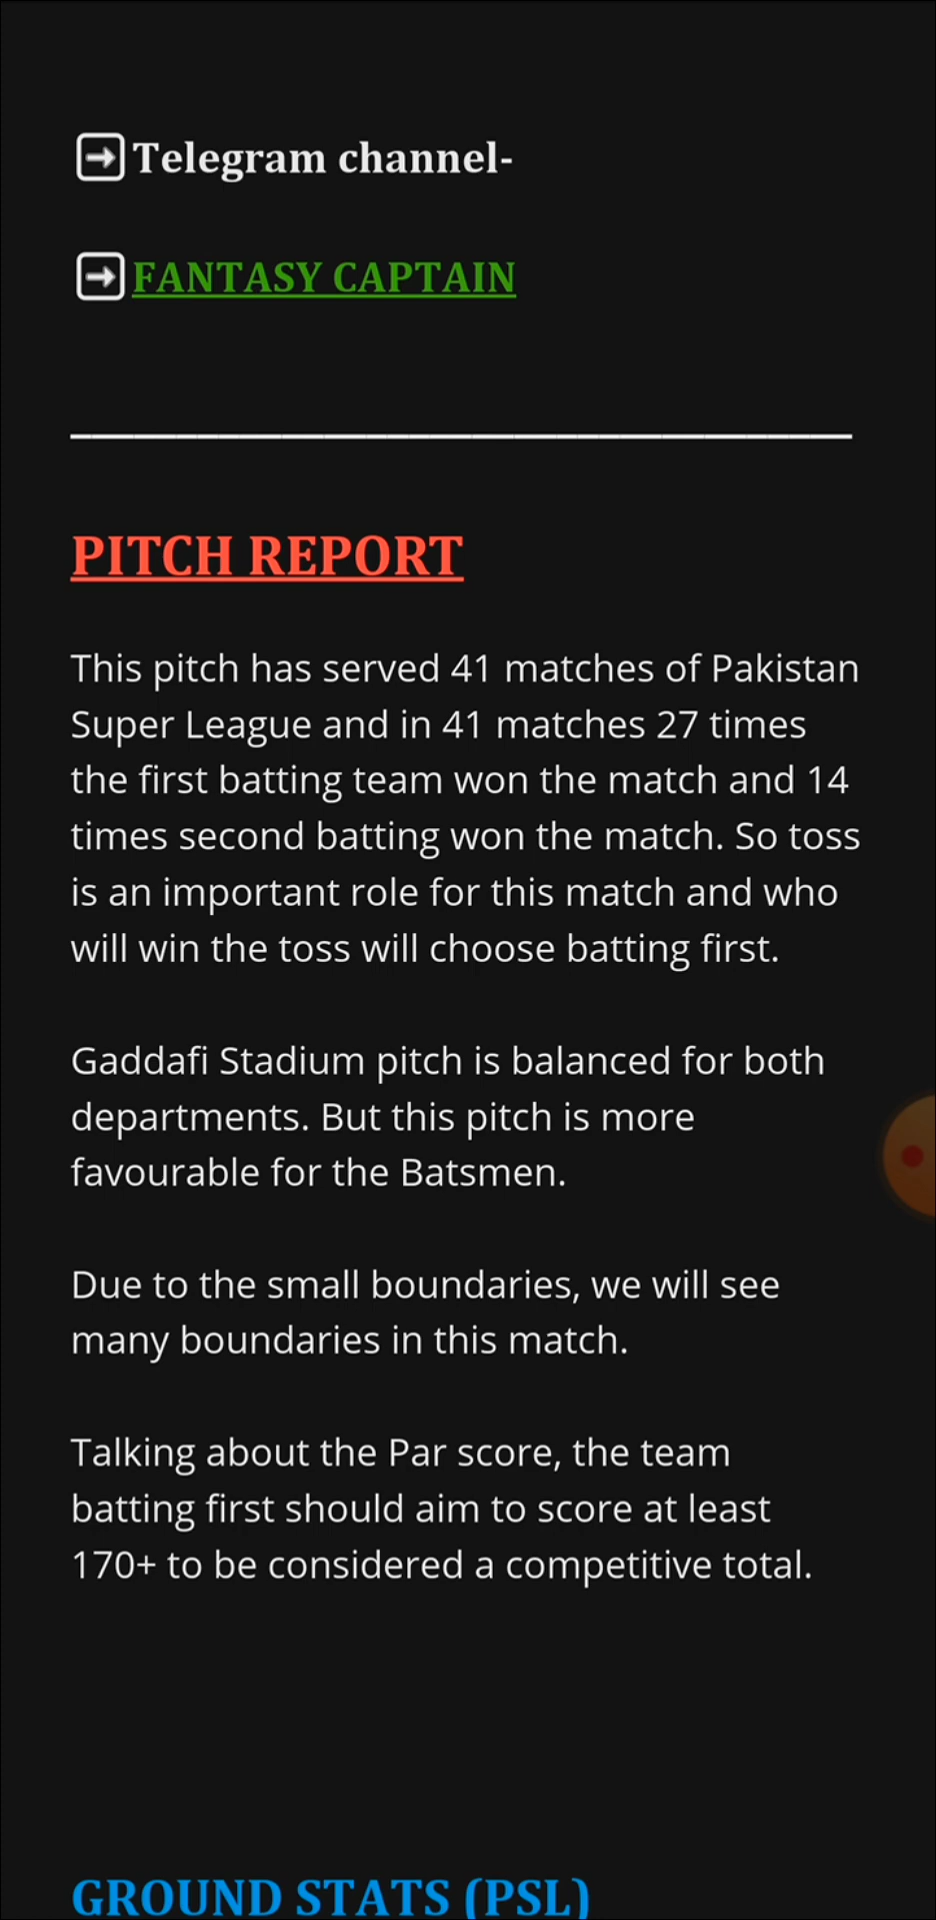 Telegram channel-
FANTASY CAPTAIN
PITCH REPORT
This pitch has served 41 matches of Pakistan
Super League and in 41 matches 27 times
the first batting team won the match and 14
times second batting won the match. So toss
is an important role for this match and who
will win the toss will choose batting first.
Gaddafi Stadium pitch is balanced for both
departments. But this pitch is more
favourable for the Batsmen.
Due to the small boundaries, we will see
many boundaries in this match.
Talking about the Par score, the team
batting first should aim to score at least
170+ to be considered a competitive total.
GROUND STATS (PSL)